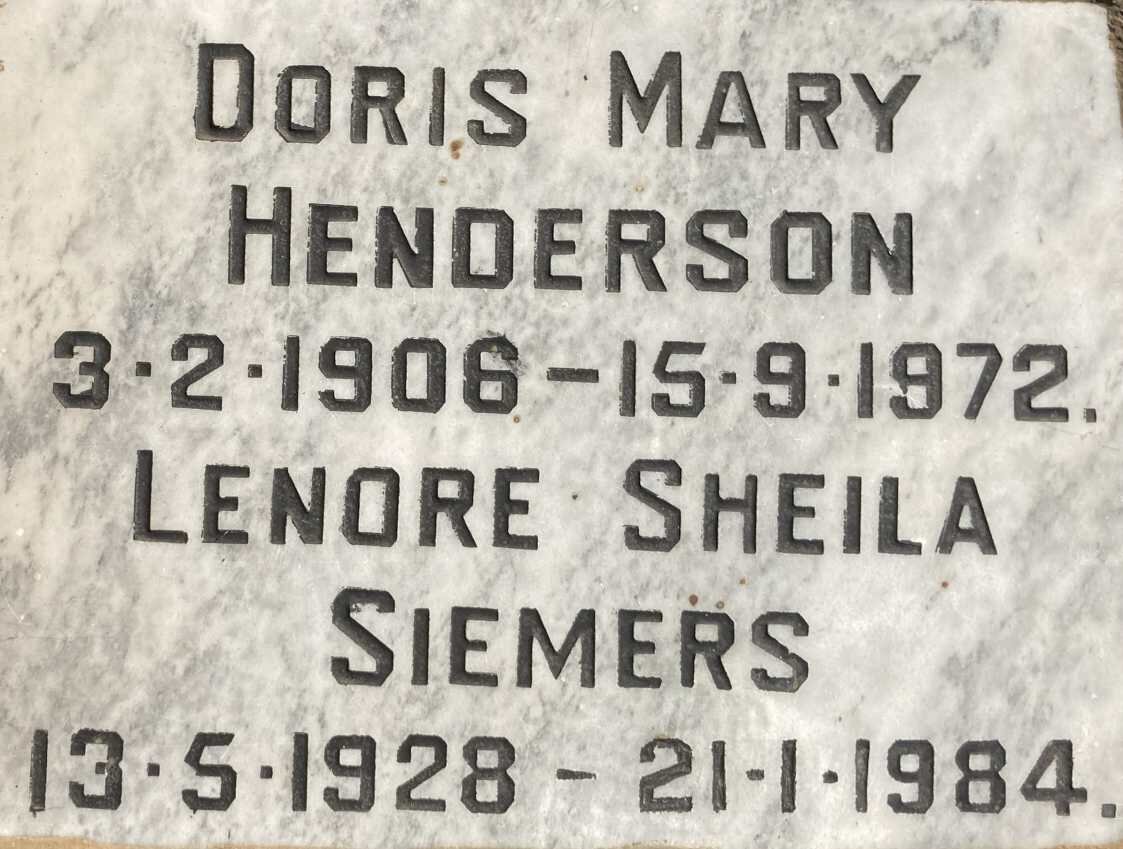 DORIS MARY
HENDERSON
3·2·1906–15·9·1972.
LENORE SHEILA
SIEMERS
13·5·1928 – 21·1·1984.